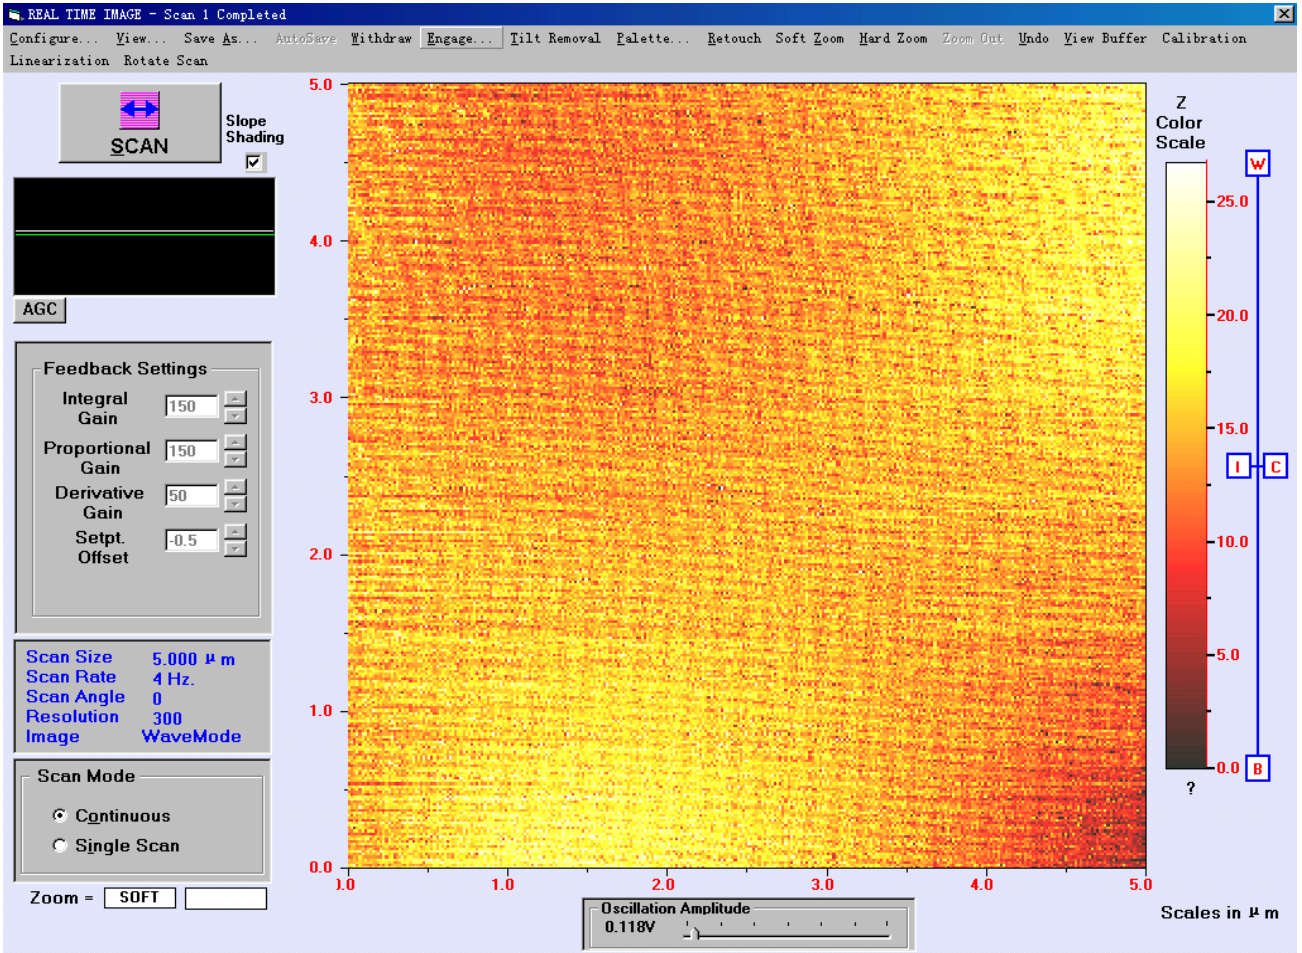 REAL TIME IMAGE - Scan 1 Completed
Configure... View... Save As... AutoSave Withdraw Engage... Tilt Removal Palette... Retouch Soft Zoom Hard Zoom Zoom Out Undo View Buffer Calibration
Linearization Rotate Scan
SCAN
Slope
Shading
AGC
Feedback Settings
Integral
Gain
150
Proportional
Gain
150
Derivative
Gain
50
Setpt.
Offset
-0.5
Scan Size 5.000 μ m
Scan Rate 4 Hz.
Scan Angle 0
Resolution 300
Image WaveMode
Scan Mode
Continuous
Single Scan
Zoom = SOFT
5.0
4.0
3.0
2.0
1.0
0.0
).0 1.0 2.0 3.0 4.0 5.0
Oscillation Amplitude
0.118V
Z
Color
Scale
W
25.0
20.0
15.0
I C
10.0
5.0
0.0 B
?
Scales in μ m